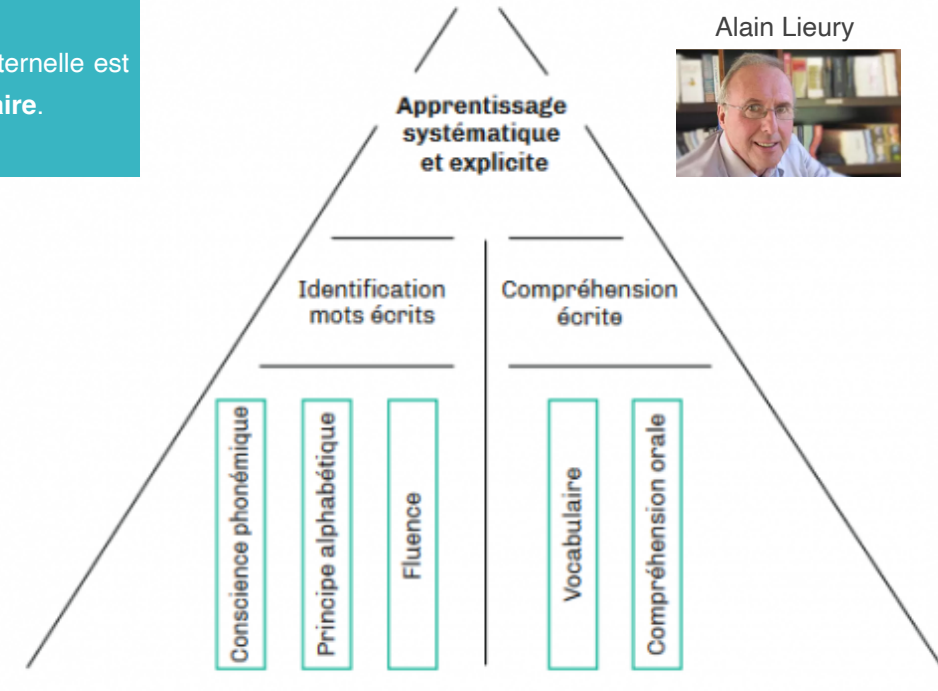 ternelle est
aire.
Alain Lieury
Apprentissage
systématique
et explicite
Identification
mots écrits
Compréhension
écrite
Conscience phonémique
Principe alphabétique
Fluence
Vocabulaire
Compréhension orale